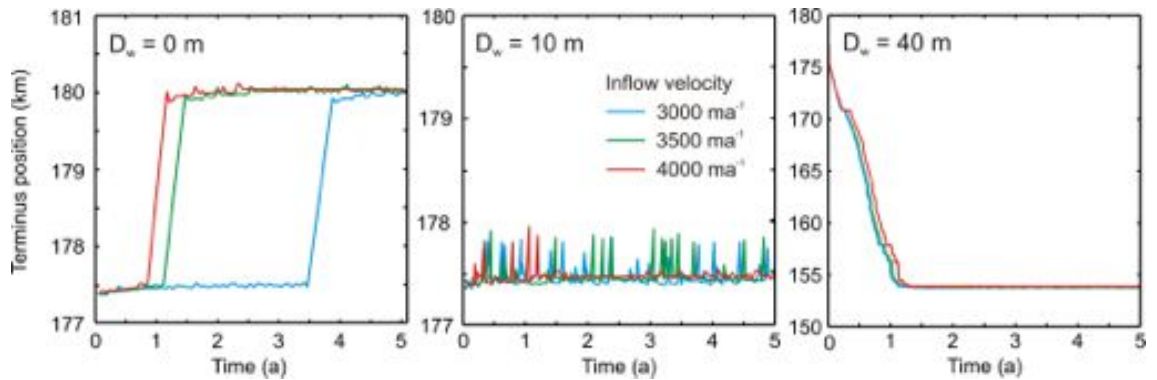 D_w = 0 m
D_w = 10 m
D_w = 40 m
Inflow velocity
3000 ma⁻¹
3500 ma⁻¹
4000 ma⁻¹
Terminus position (km)
181
180
179
178
177
180
179
178
177
175
170
165
160
155
150
0 1 2 3 4 5
0 1 2 3 4 5
0 1 2 3 4 5
Time (a)
Time (a)
Time (a)